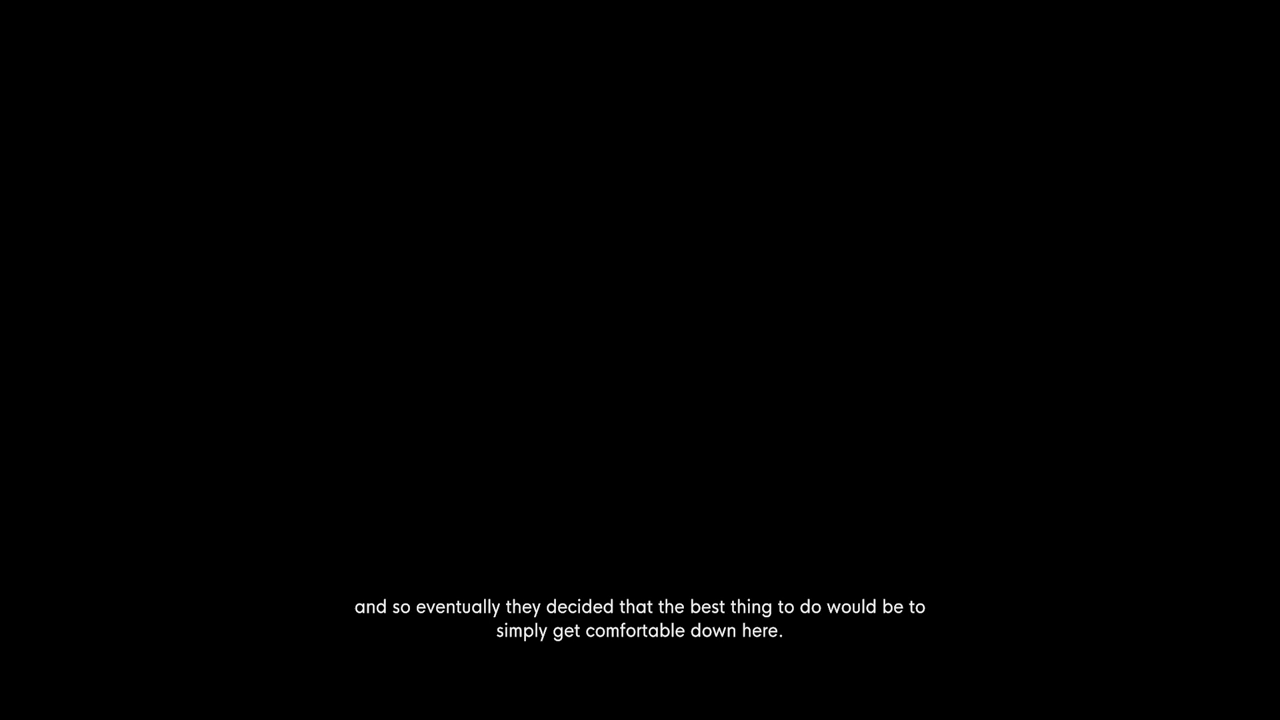 and so eventually they decided that the best thing to do would be to
simply get comfortable down here.